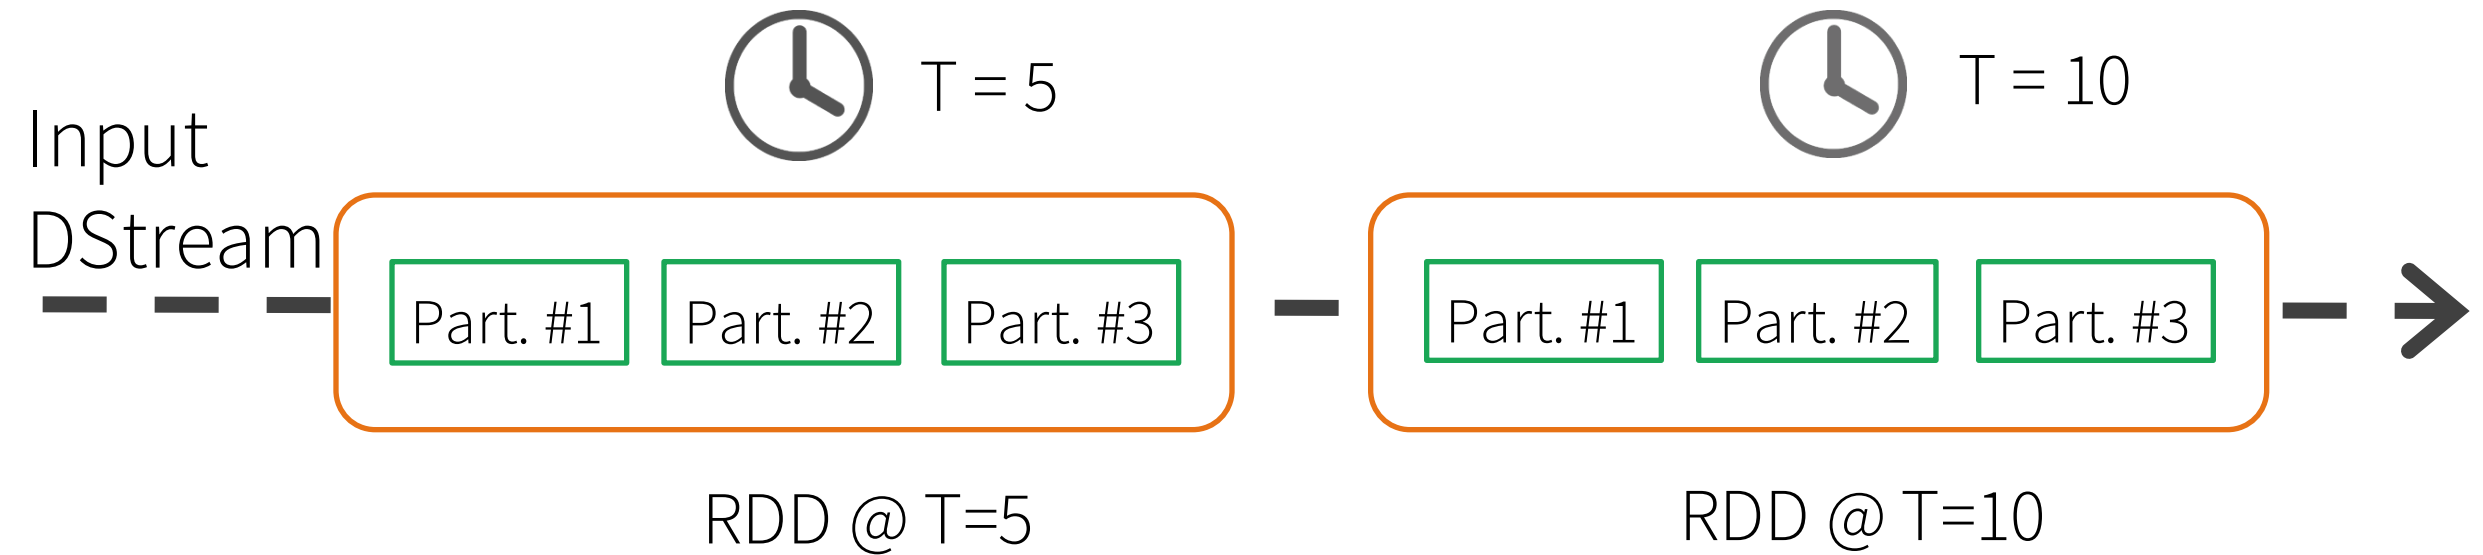 T = 5
T = 10
Input
DStream
Part. #1
Part. #2
Part. #3
Part. #1
Part. #2
Part. #3
RDD @ T=5
RDD @ T=10